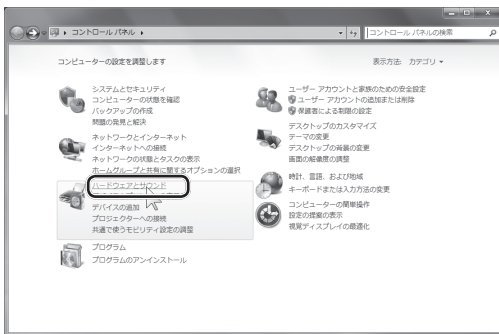 コントロール パネル
コントロール パネルの検索
コンピューターの設定を調整します
表示方法: カテゴリ
システムとセキュリティ
コンピューターの状態を確認
バックアップの作成
問題の発見と解決
ネットワークとインターネット
インターネットへの接続
ネットワークの状態とタスクの表示
ホームグループと共有に関するオプションの選択
ハードウェアとサウンド
デバイスの追加
プロジェクターへの接続
共通で使うモビリティ設定の調整
プログラム
プログラムのアンインストール
ユーザー アカウントと家族のための安全設定
ユーザー アカウントの追加または削除
保護者による制限の設定
デスクトップのカスタマイズ
テーマの変更
デスクトップの背景の変更
画面の解像度の調整
時計、言語、および地域
キーボードまたは入力方法の変更
コンピューターの簡単操作
設定の提案の表示
視覚ディスプレイの最適化